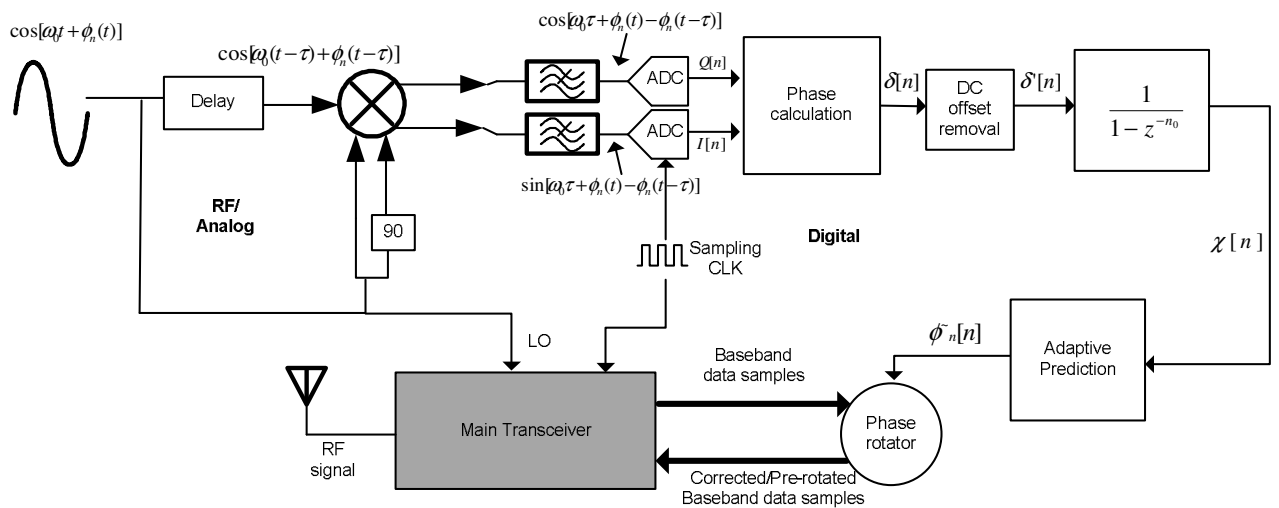 cos[ω₀t+ϕₙ(t)]
cos[ω₀(t−τ)+ϕₙ(t−τ)]
cos[ω₀τ+ϕₙ(t)−ϕₙ(t−τ)]
Delay
ADC
Q[n]
ADC
I[n]
sin[ω₀τ+ϕₙ(t)−ϕₙ(t−τ)]
Phase
calculation
δ[n]
DC
offset
removal
δ'[n]
1
1− z^{−n₀}
RF/
Analog
90
Sampling
CLK
Digital
χ[n]
LO
Baseband
data samples
ϕ̃ₙ[n]
Adaptive
Prediction
Main Transceiver
Phase
rotator
RF
signal
Corrected/Pre-rotated
Baseband data samples